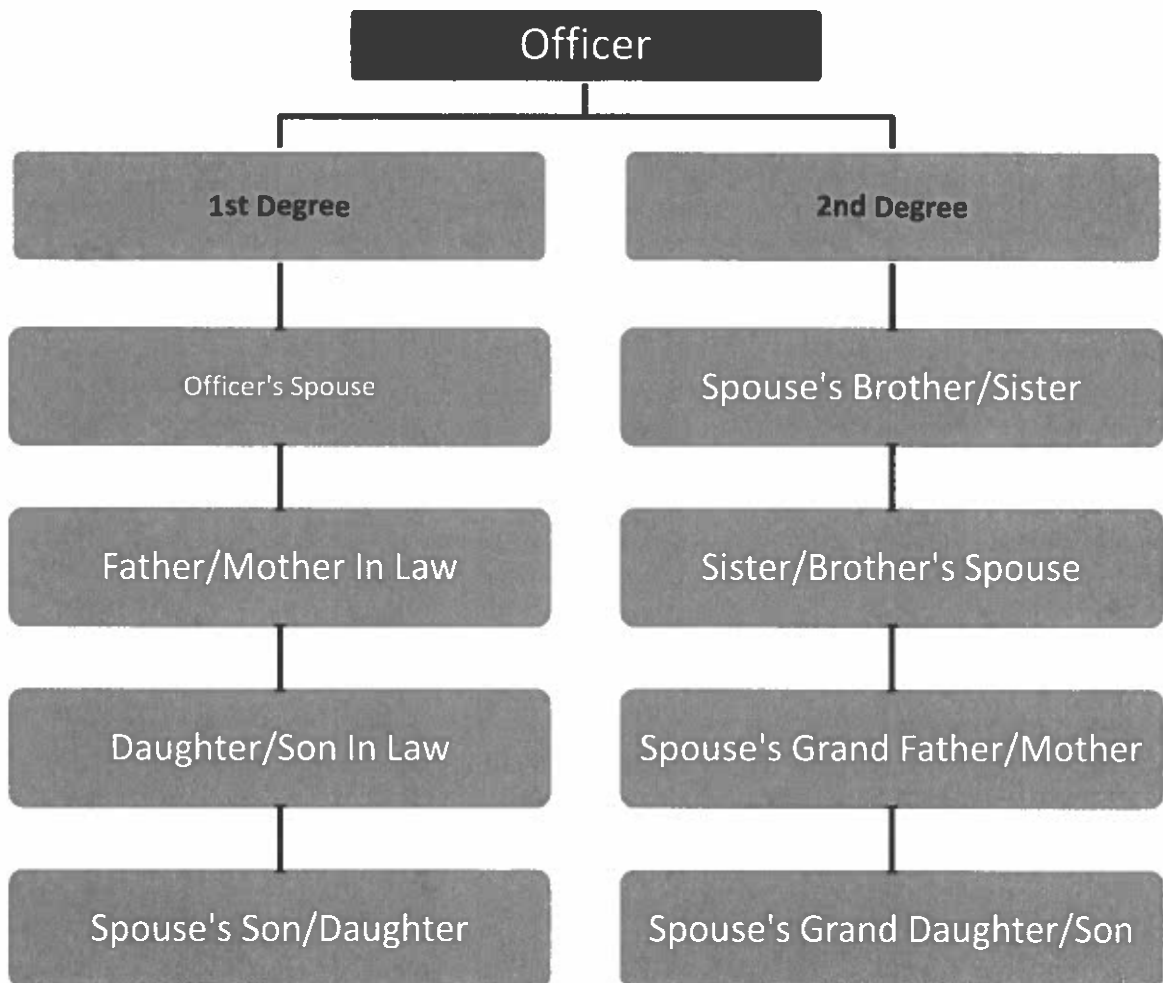 Officer
1st Degree
Officer's Spouse
Father/Mother In Law
Daughter/Son In Law
Spouse's Son/Daughter
2nd Degree
Spouse's Brother/Sister
Sister/Brother's Spouse
Spouse's Grand Father/Mother
Spouse's Grand Daughter/Son